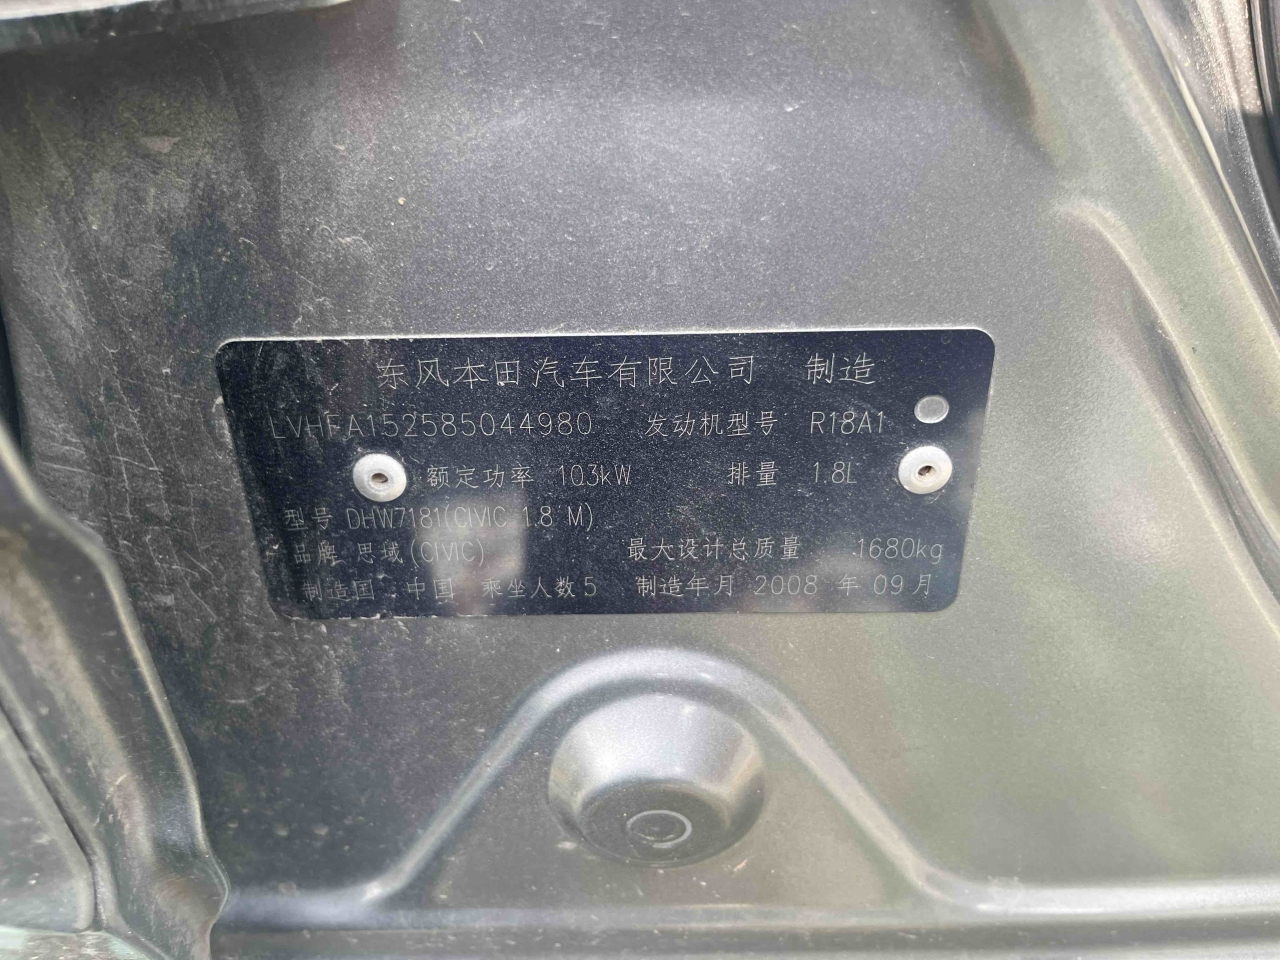 东风本田汽车有限公司 制造
LVHFA152585044980 发动机型号 R18A1
额定功率 103kW 排量 1.8L
型号 DHW7181(CIVIC 1.8 M)
品牌 思域(CIVIC) 最大设计总质量 1680kg
制造国 中国 乘坐人数5 制造年月 2008 年 09月